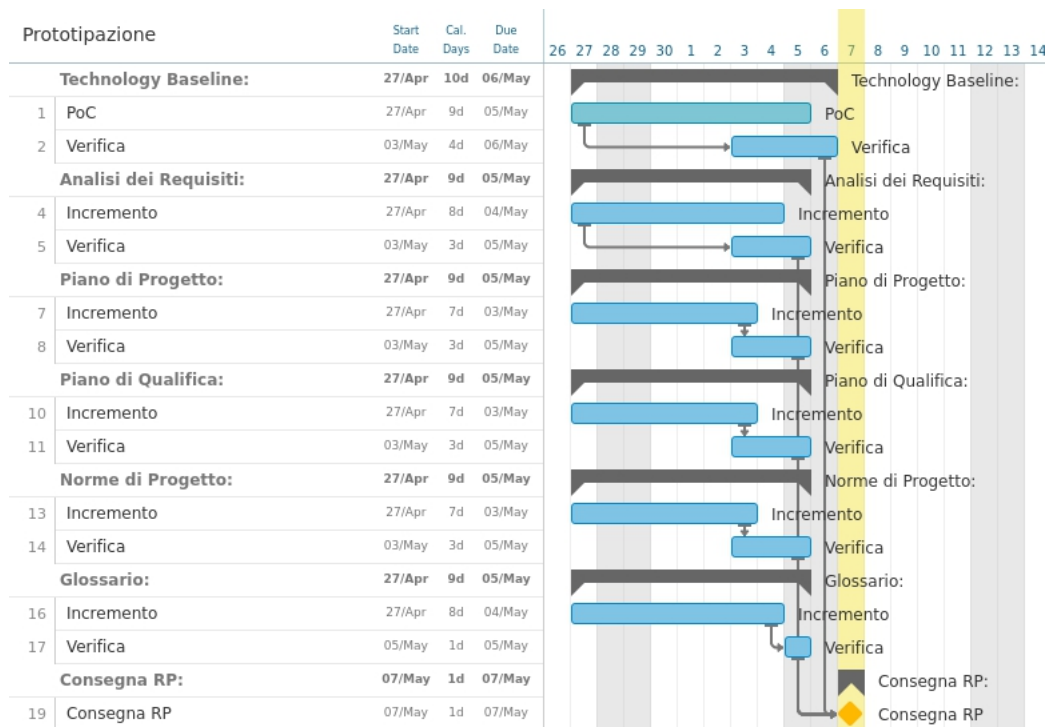 Prototipazione Start Date Cal. Days Due Date
26 27 28 29 30 1 2 3 4 5 6 7 8 9 10 11 12 13 14
Technology Baseline: 27/Apr 10d 06/May Technology Baseline:
1 PoC 27/Apr 9d 05/May PoC
2 Verifica 03/May 4d 06/May Verifica
Analisi dei Requisiti: 27/Apr 9d 05/May Analisi dei Requisiti:
4 Incremento 27/Apr 8d 04/May Incremento
5 Verifica 03/May 3d 05/May Verifica
Piano di Progetto: 27/Apr 9d 05/May Piano di Progetto:
7 Incremento 27/Apr 7d 03/May Incremento
8 Verifica 03/May 3d 05/May Verifica
Piano di Qualifica: 27/Apr 9d 05/May Piano di Qualifica:
10 Incremento 27/Apr 7d 03/May Incremento
11 Verifica 03/May 3d 05/May Verifica
Norme di Progetto: 27/Apr 9d 05/May Norme di Progetto:
13 Incremento 27/Apr 7d 03/May Incremento
14 Verifica 03/May 3d 05/May Verifica
Glossario: 27/Apr 9d 05/May Glossario:
16 Incremento 27/Apr 8d 04/May Incremento
17 Verifica 05/May 1d 05/May Verifica
Consegna RP: 07/May 1d 07/May Consegna RP:
19 Consegna RP 07/May 1d 07/May Consegna RP